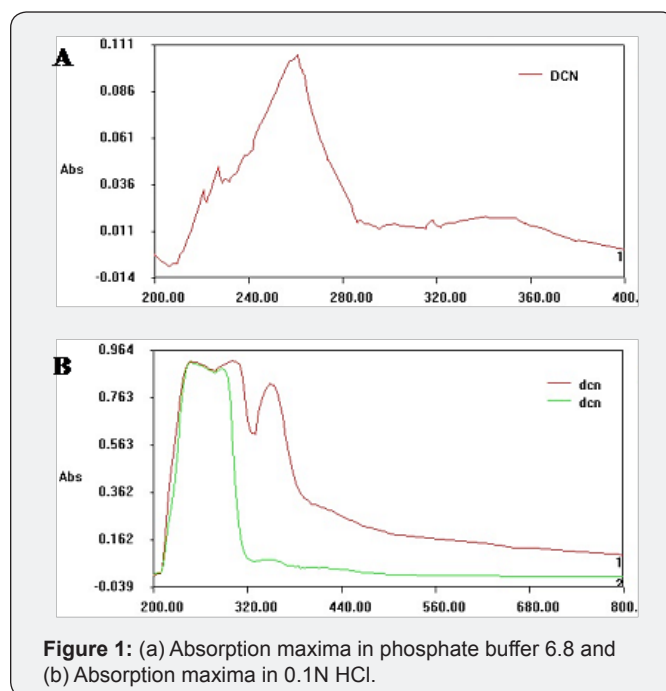 A
0.111
0.086
0.061
Abs
0.036
0.011
-0.014
DCN
1
200.00 240.00 280.00 320.00 360.00 400.
B
0.964
0.763
0.563
Abs
0.362
0.162
-0.039
dcn
dcn
1
2
200.00 320.00 440.00 560.00 680.00 800.
Figure 1: (a) Absorption maxima in phosphate buffer 6.8 and
(b) Absorption maxima in 0.1N HCl.